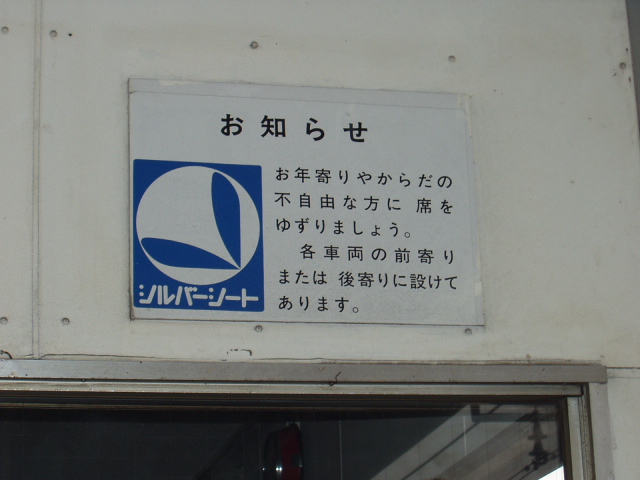 お知らせ
お年寄りやからだの
不自由な方に 席を
ゆずりましょう。
各車両の前寄り
または 後寄りに設けて
あります。
シルバーシート